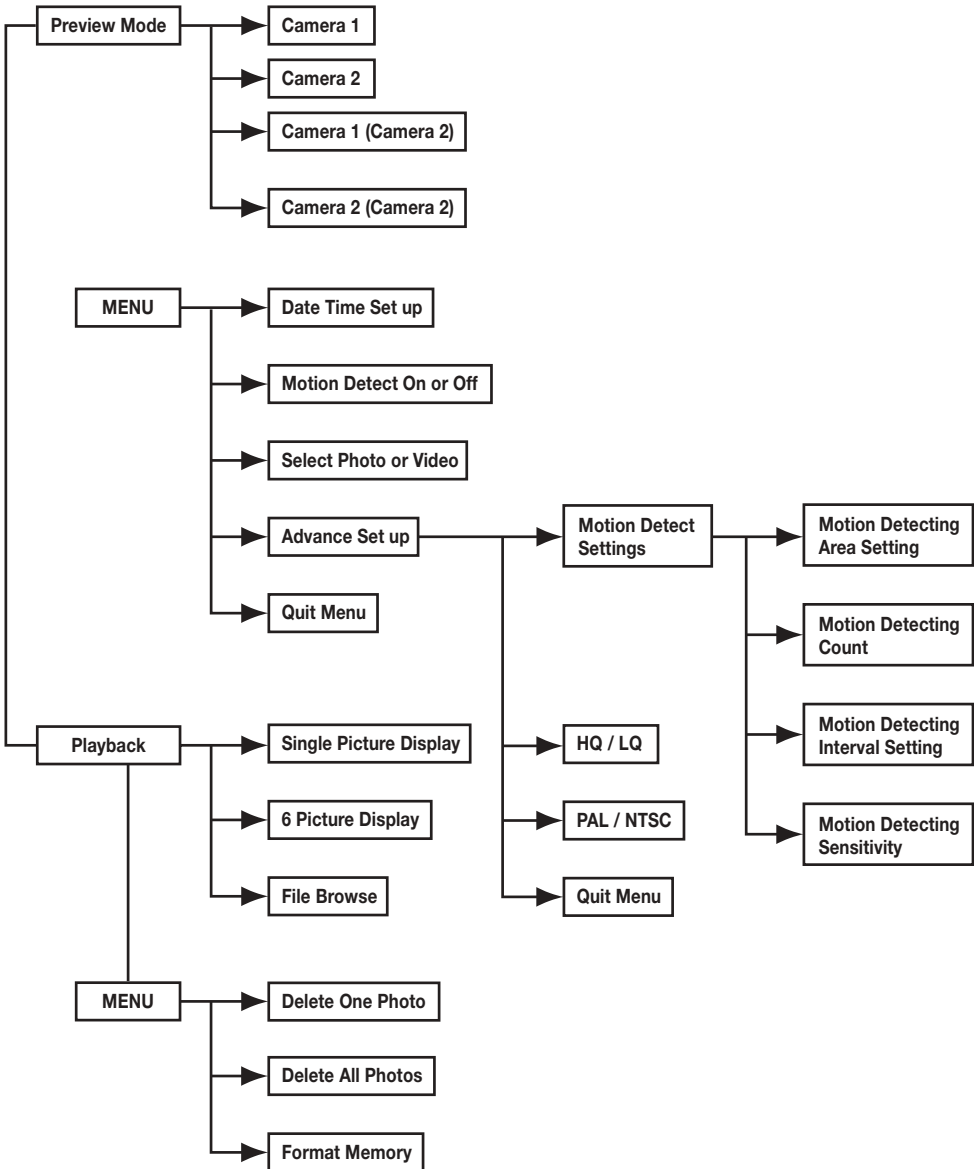 Preview Mode
Camera 1
Camera 2
Camera 1 (Camera 2)
Camera 2 (Camera 2)
MENU
Date Time Set up
Motion Detect On or Off
Select Photo or Video
Advance Set up
Quit Menu
Motion Detect
Settings
HQ / LQ
PAL / NTSC
Quit Menu
Motion Detecting
Area Setting
Motion Detecting
Count
Motion Detecting
Interval Setting
Motion Detecting
Sensitivity
Playback
Single Picture Display
6 Picture Display
File Browse
MENU
Delete One Photo
Delete All Photos
Format Memory